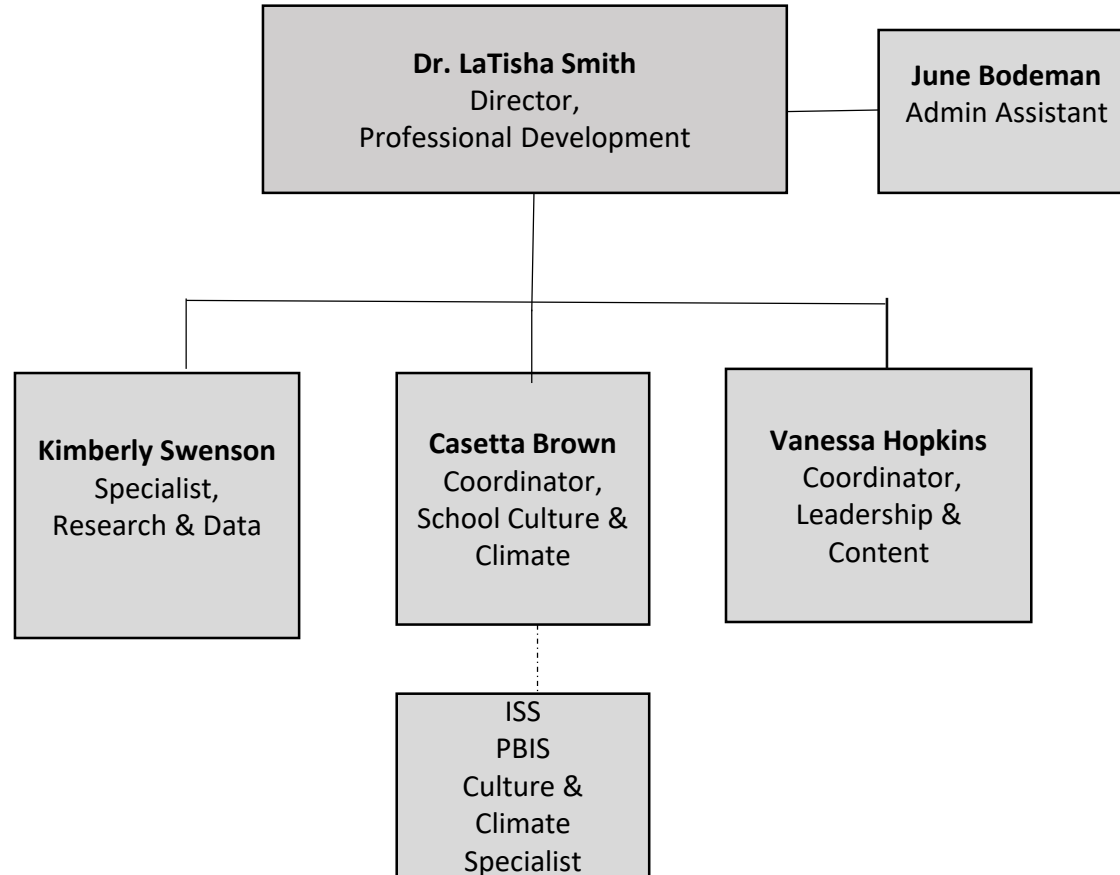 Dr. LaTisha Smith
Director,
Professional Development
June Bodeman
Admin Assistant
Kimberly Swenson
Specialist,
Research & Data
Casetta Brown
Coordinator,
School Culture &
Climate
Vanessa Hopkins
Coordinator,
Leadership &
Content
ISS
PBIS
Culture &
Climate
Specialist